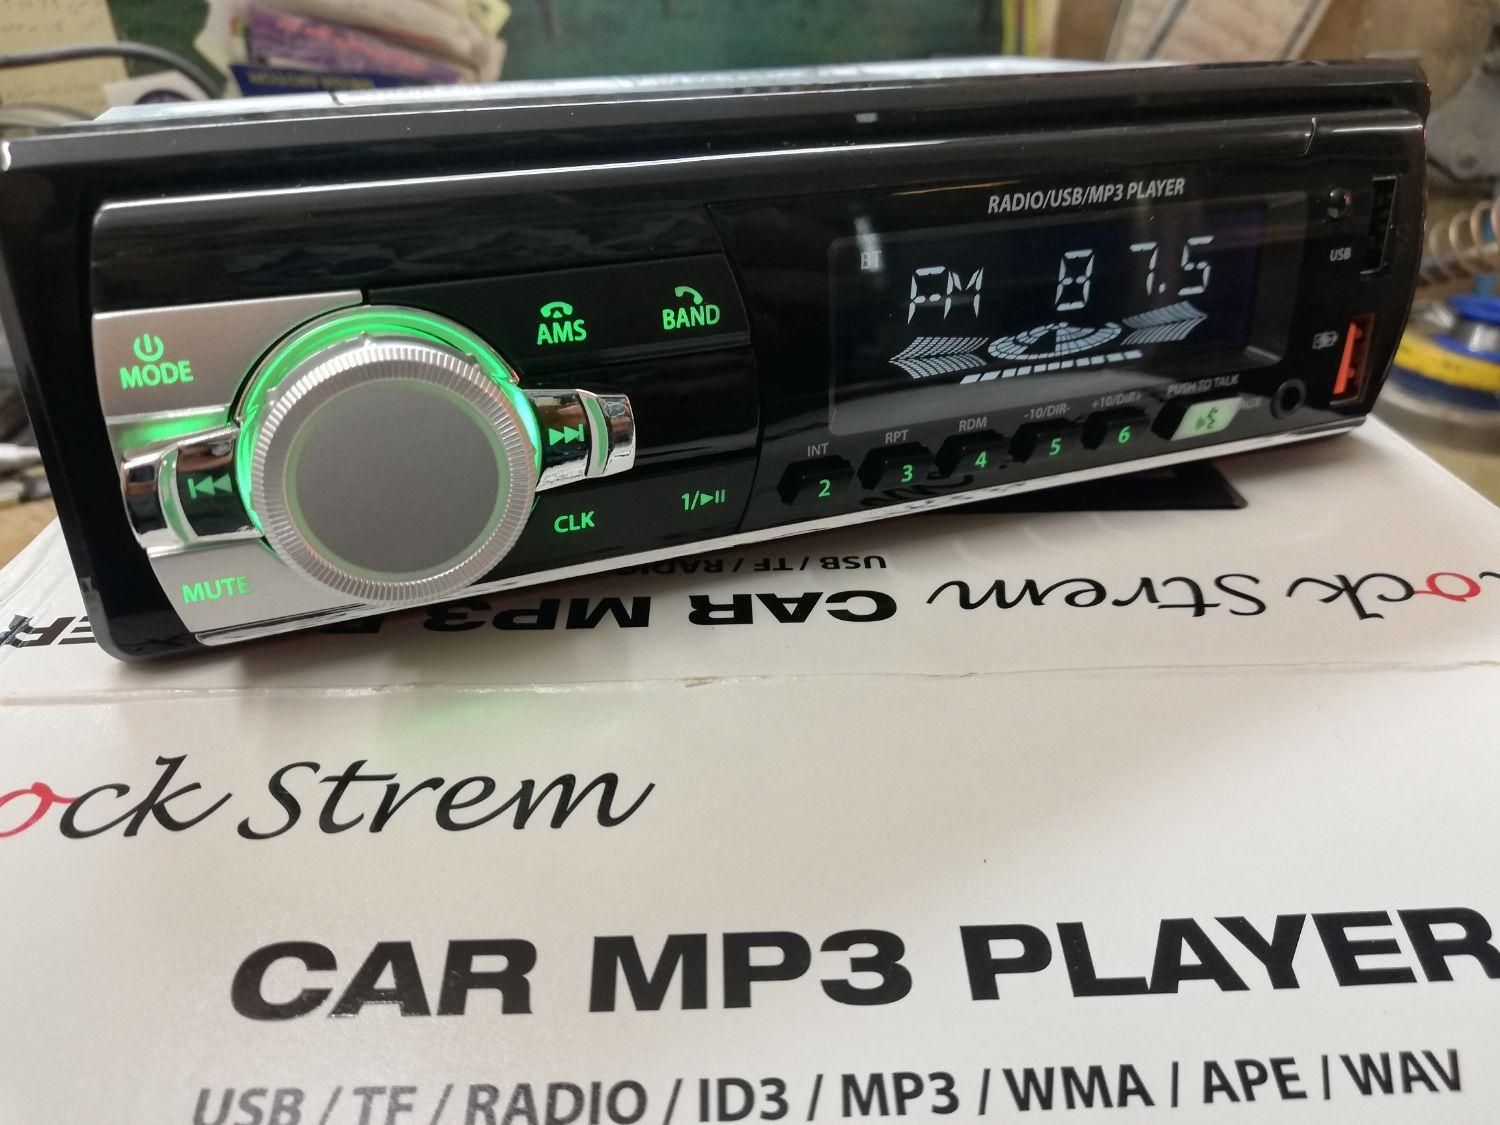 RADIO/USB/MP3 PLAYER
BT
FM 87.5
USB
MODE
AMS
BAND
PUSH TO TALK
AUX
INT
RPT
RDM
-10/DIR-
+10/DIR+
2
3
4
5
6
CLK
1/
MUTE
USB / TF / RADIO
CAR MP3
ock Strem
ock Strem
CAR MP3 PLAYER
USB / TF / RADIO / ID3 / MP3 / WMA / APE / WAV